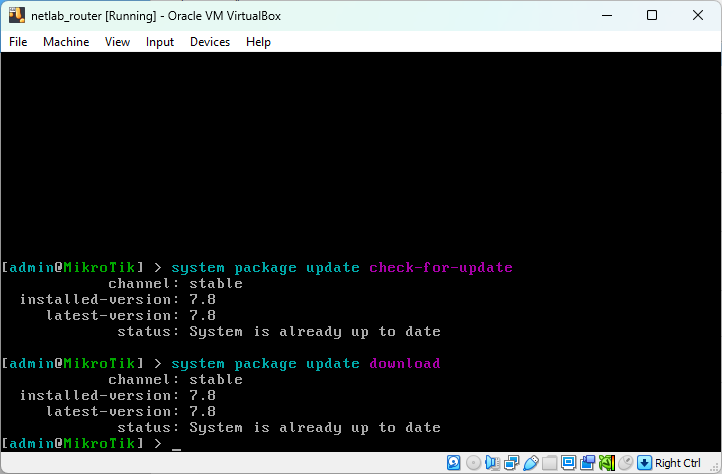 netlab_router [Running] - Oracle VM VirtualBox
File Machine View Input Devices Help
[admin@MikroTik] > system package update check-for-update
channel: stable
installed-version: 7.8
latest-version: 7.8
status: System is already up to date
[admin@MikroTik] > system package update download
channel: stable
installed-version: 7.8
latest-version: 7.8
status: System is already up to date
[admin@MikroTik] > _
Right Ctrl